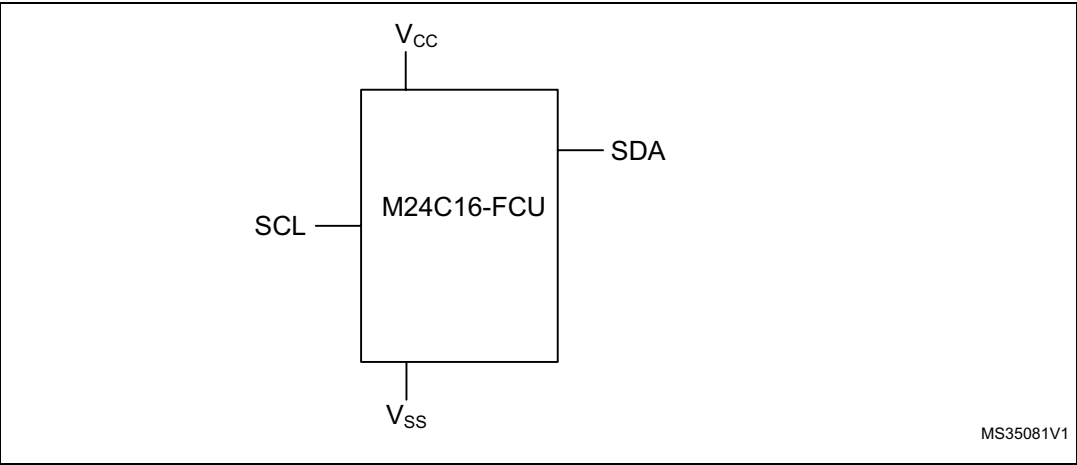 VCC
SDA
M24C16-FCU
SCL
VSS
MS35081V1